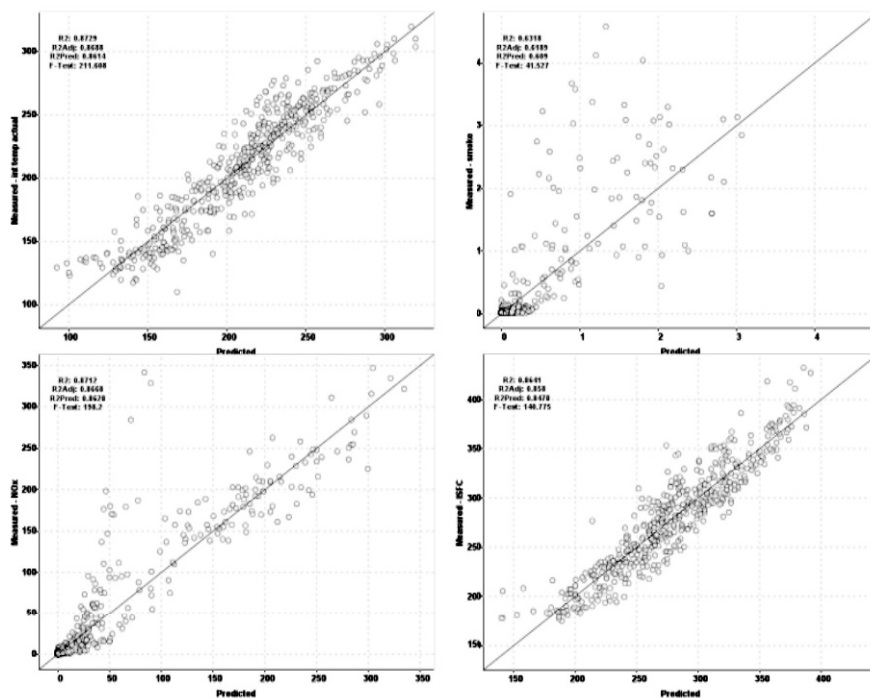 R2: 0.8729
R2Adj: 0.8688
R2Pred: 0.8614
F-Test: 211.608
Measured - int temp actual
300
250
200
150
100
100 150 200 250 300
Predicted
R2: 0.6318
R2Adj: 0.6189
R2Pred: 0.609
F-Test: 41.527
Measured - smoke
4
3
2
1
0
0 1 2 3 4
Predicted
R2: 0.8712
R2Adj: 0.8668
R2Pred: 0.8628
F-Test: 198.2
Measured - NOx
350
300
250
200
150
100
50
0
0 50 100 150 200 250 300 350
Predicted
R2: 0.8641
R2Adj: 0.858
R2Pred: 0.8478
F-Test: 140.775
Measured - ISFC
400
350
300
250
200
150
150 200 250 300 350 400
Predicted